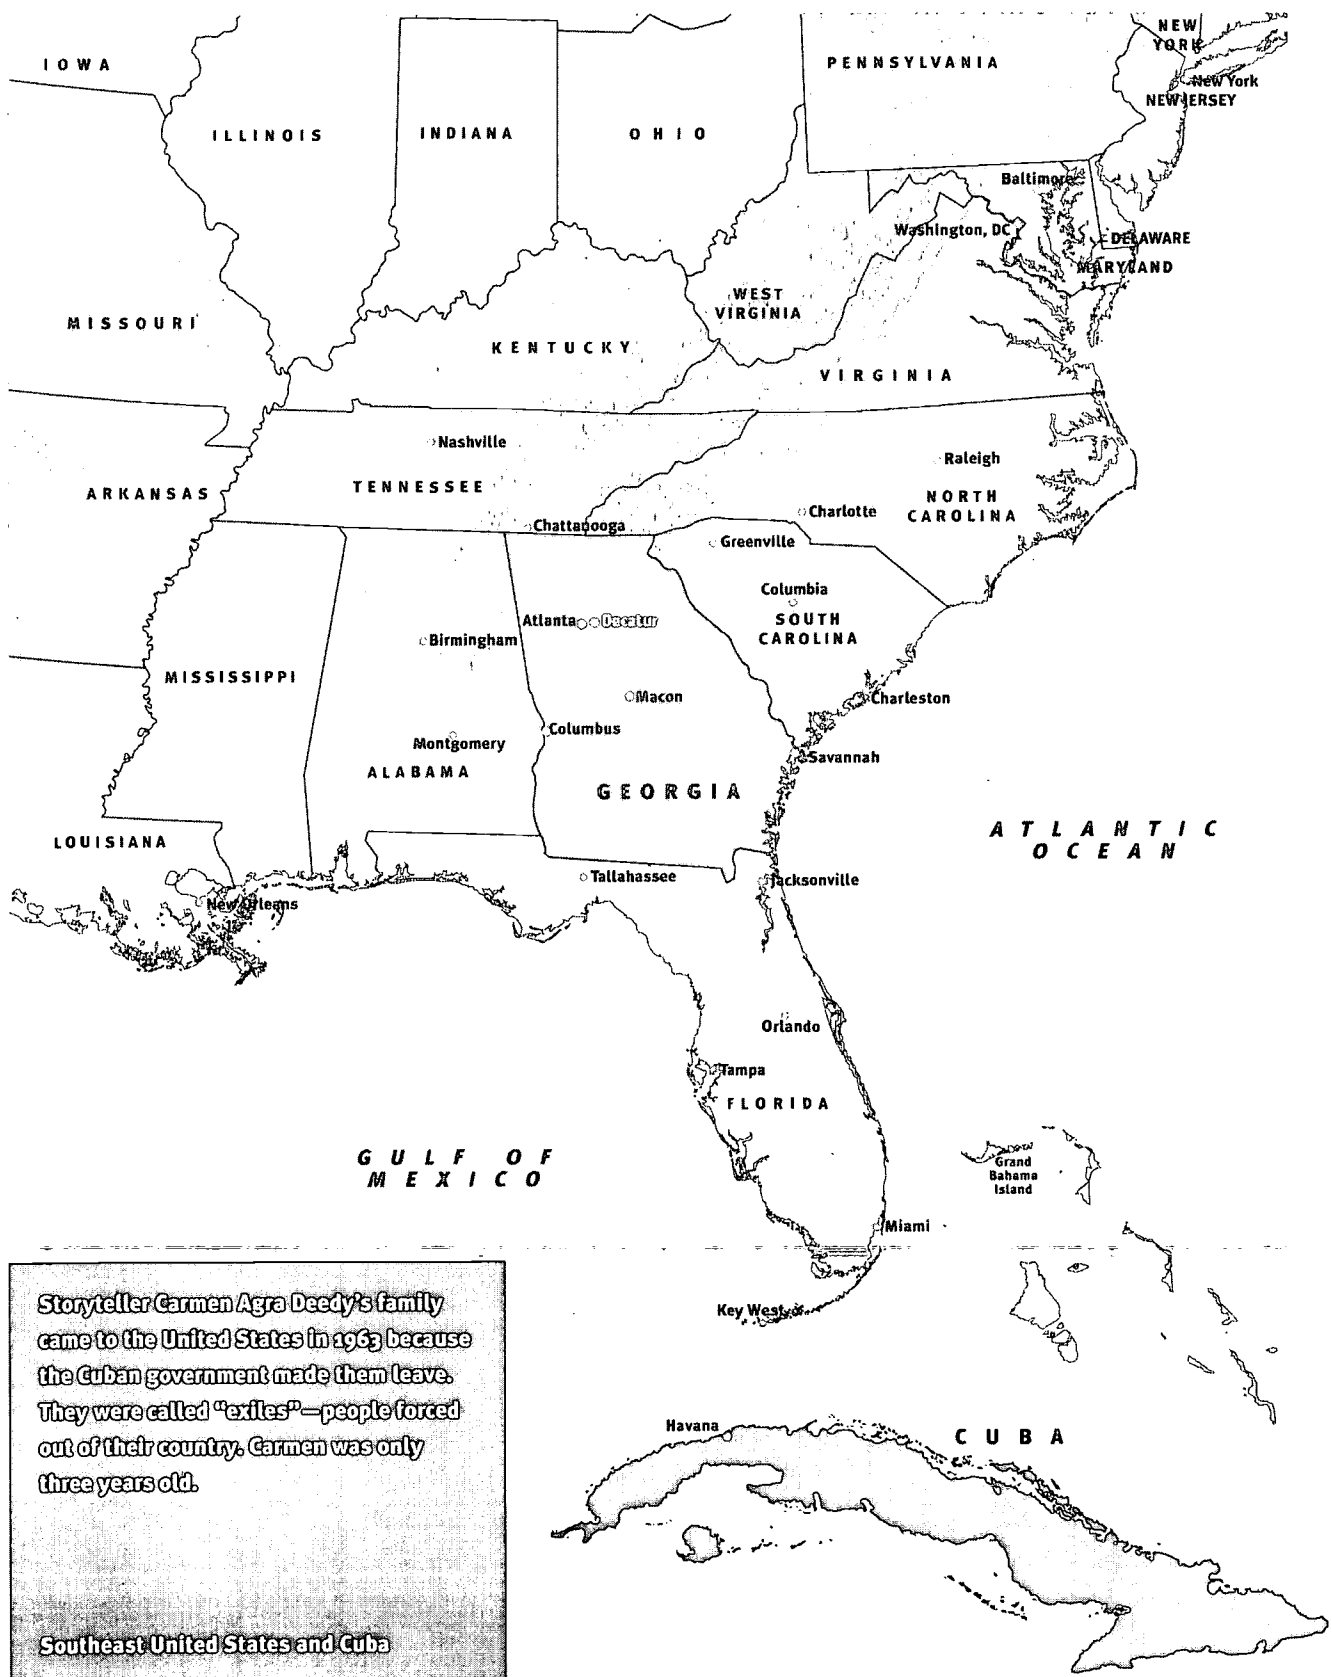 NEW
YORK
IOWA
PENNSYLVANIA
New York
NEW JERSEY
ILLINOIS
INDIANA
OHIO
Baltimore
Washington, DC
DELAWARE
MARYLAND
WEST
VIRGINIA
MISSOURI
KENTUCKY
VIRGINIA
Nashville
Raleigh
TENNESSEE
ARKANSAS
NORTH
CAROLINA
Charlotte
Chattanooga
Greenville
Columbia
SOUTH
CAROLINA
Atlanta
Decatur
Birmingham
MISSISSIPPI
Macon
Charleston
Columbus
Montgomery
Savannah
ALABAMA
GEORGIA
ATLANTIC
OCEAN
LOUISIANA
Tallahassee
Jacksonville
New Orleans
Orlando
Tampa
FLORIDA
GULF OF
MEXICO
Grand
Bahama
Island
Miami
Key West
Storyteller Carmen Agra Deedy's family
came to the United States in 1963 because
the Cuban government made them leave.
They were called "exiles"—people forced
out of their country. Carmen was only
three years old.
Havana
CUBA
Southeast United States and Cuba